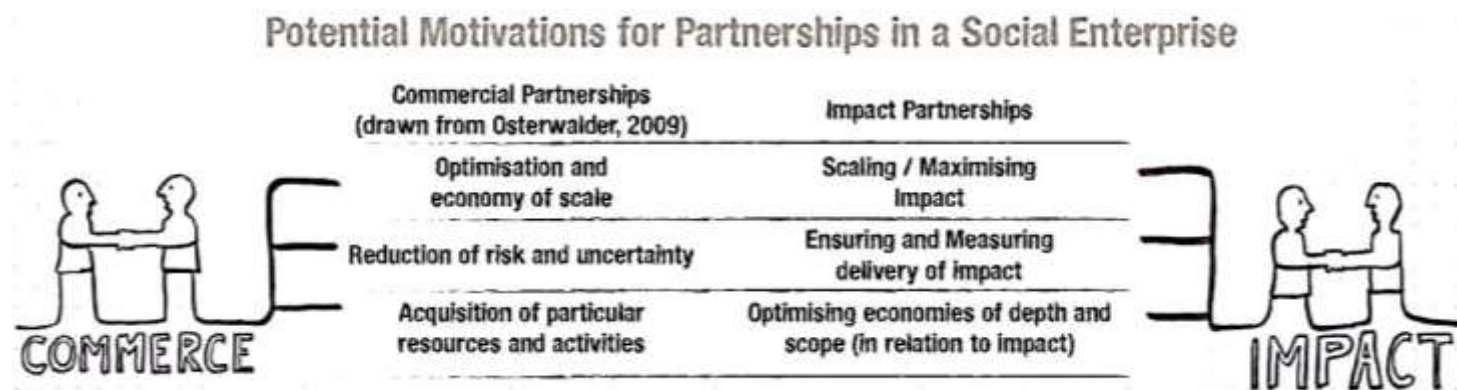 Potential Motivations for Partnerships in a Social Enterprise
Commercial Partnerships
(drawn from Osterwalder, 2009)
Impact Partnerships
Optimisation and
economy of scale
Scaling / Maximising
Impact
Reduction of risk and uncertainty
Ensuring and Measuring
delivery of impact
Acquisition of particular
resources and activities
Optimising economies of depth and
scope (in relation to impact)
COMMERCE
IMPACT